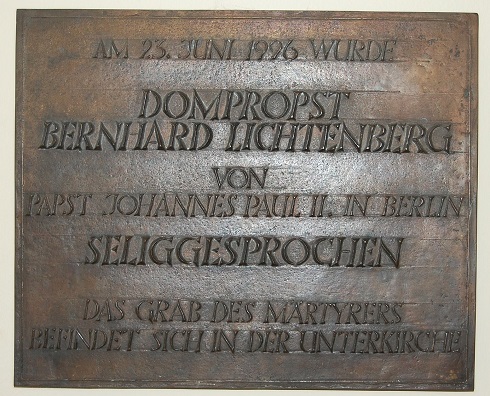 AM 23. JUNI 1996 WURDE
DOMPROPST
BERNHARD LICHTENBERG
VON
PAPST JOHANNES PAUL II. IN BERLIN
SELIGGESPROCHEN
DAS GRAB DES MÄRTYRERS
BEFINDET SICH IN DER UNTERKIRCHE